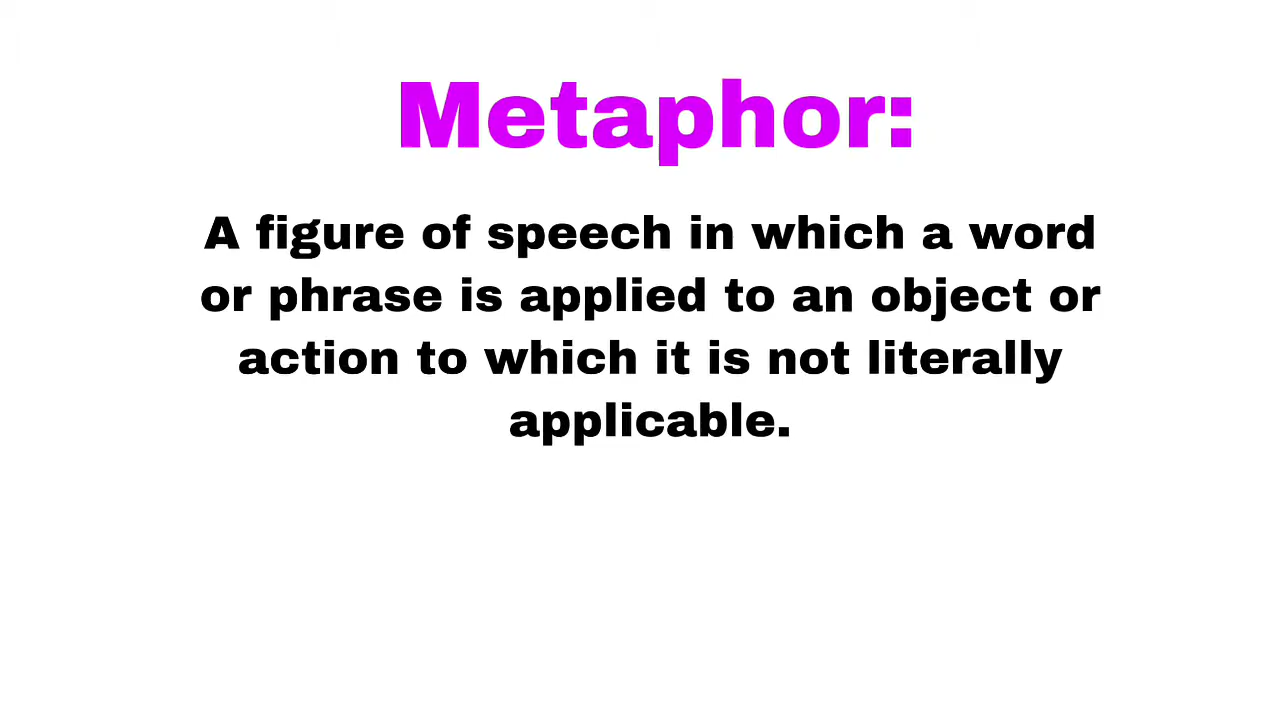 Metaphor:
A figure of speech in which a word
or phrase is applied to an object or
action to which it is not literally
applicable.